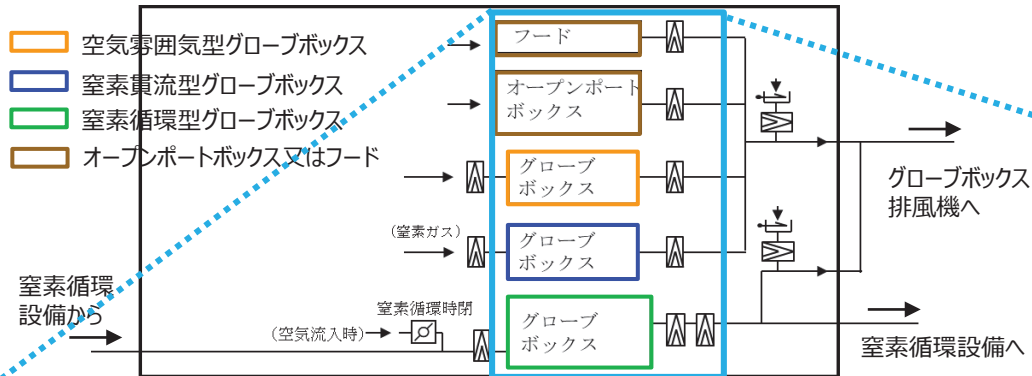 空気雰囲気型グローブボックス
窒素貫流型グローブボックス
窒素循環型グローブボックス
オープンポートボックス又はフード
フード
オープンポート
ボックス
グローブ
ボックス
(窒素ガス)
グローブ
ボックス
グローブボックス
排風機へ
窒素循環
設備から
窒素循環時閉
(空気流入時)
グローブ
ボックス
窒素循環設備へ